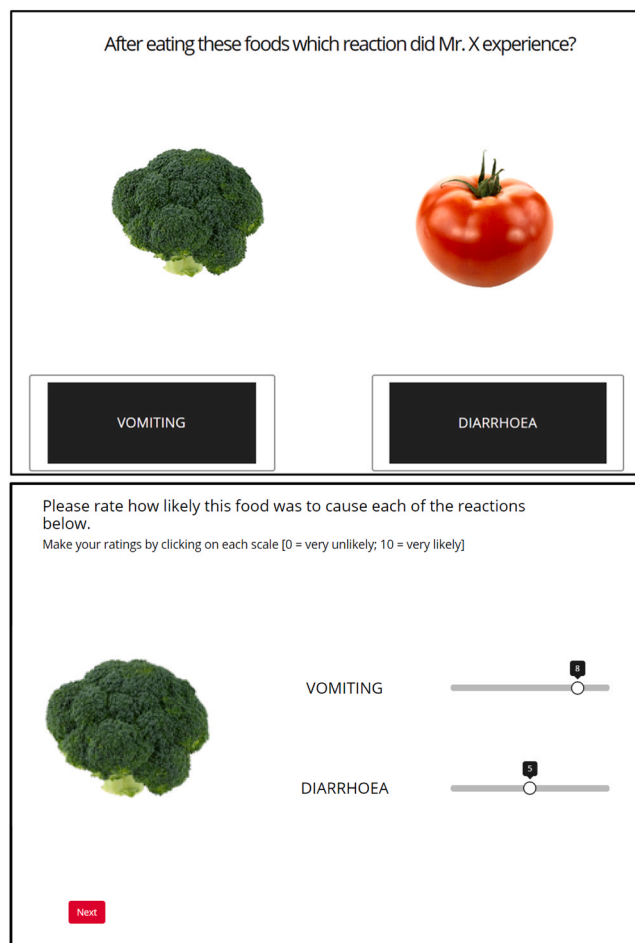 After eating these foods which reaction did Mr. X experience?
VOMITING
DIARRHOEA
Please rate how likely this food was to cause each of the reactions
below.
Make your ratings by clicking on each scale [0 = very unlikely; 10 = very likely]
8
VOMITING
5
DIARRHOEA
Next